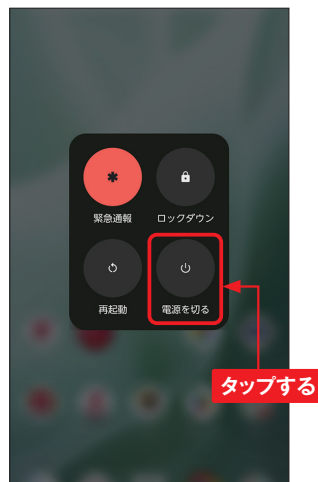 緊急通報
ロックダウン
再起動
電源を切る
タップする